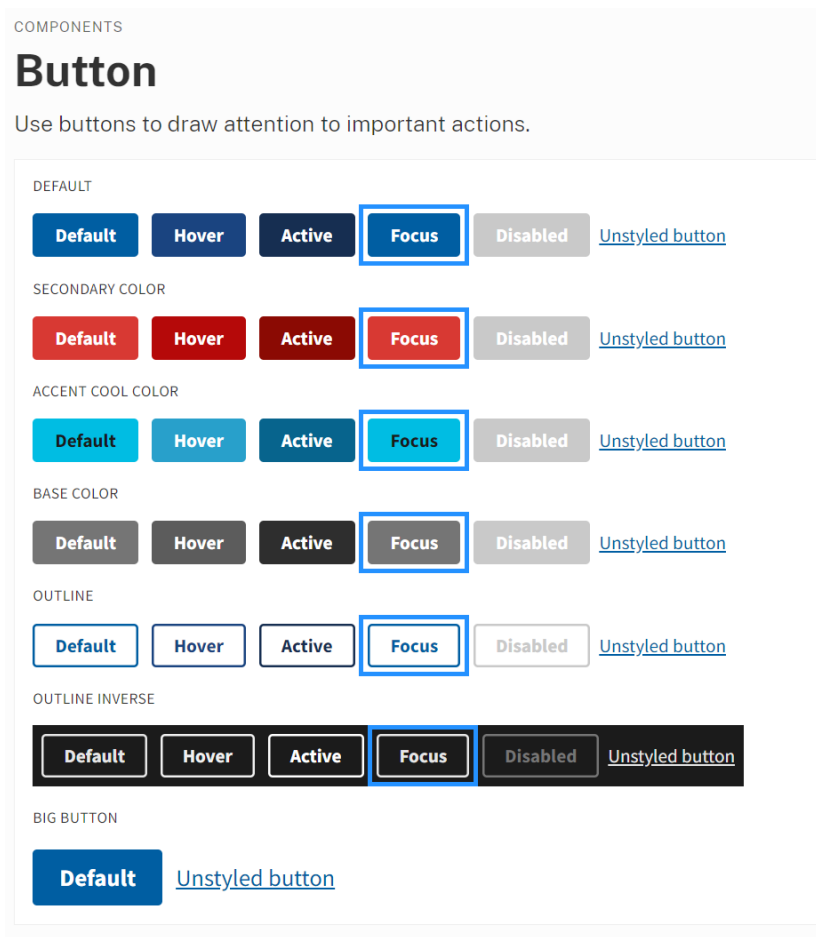 COMPONENTS
Button
Use buttons to draw attention to important actions.
DEFAULT
Default Hover Active Focus Disabled Unstyled button
SECONDARY COLOR
Default Hover Active Focus Disabled Unstyled button
ACCENT COOL COLOR
Default Hover Active Focus Disabled Unstyled button
BASE COLOR
Default Hover Active Focus Disabled Unstyled button
OUTLINE
Default Hover Active Focus Disabled Unstyled button
OUTLINE INVERSE
Default Hover Active Focus Disabled Unstyled button
BIG BUTTON
Default Unstyled button